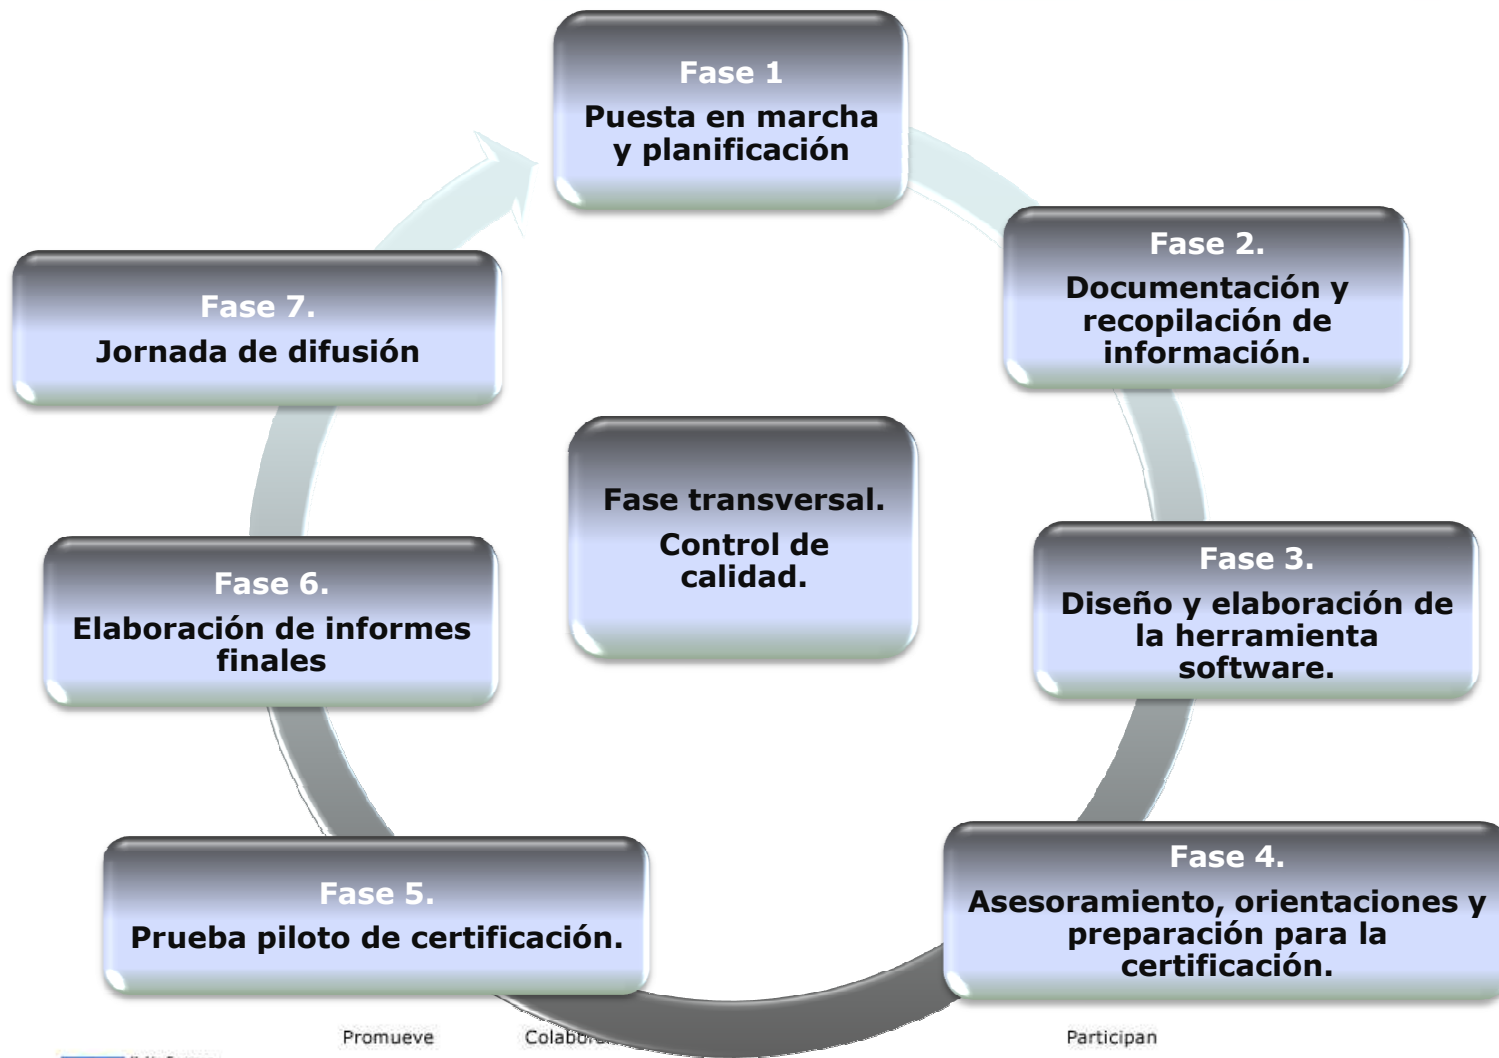 Fase 1
Puesta en marcha
y planificación
Fase 2.
Documentación y
recopilación de
información.
Fase 3.
Diseño y elaboración de
la herramienta
software.
Fase 4.
Asesoramiento, orientaciones y
preparación para la
certificación.
Fase 5.
Prueba piloto de certificación.
Fase 6.
Elaboración de informes
finales
Fase 7.
Jornada de difusión
Fase transversal.
Control de
calidad.
Promueve
Participan